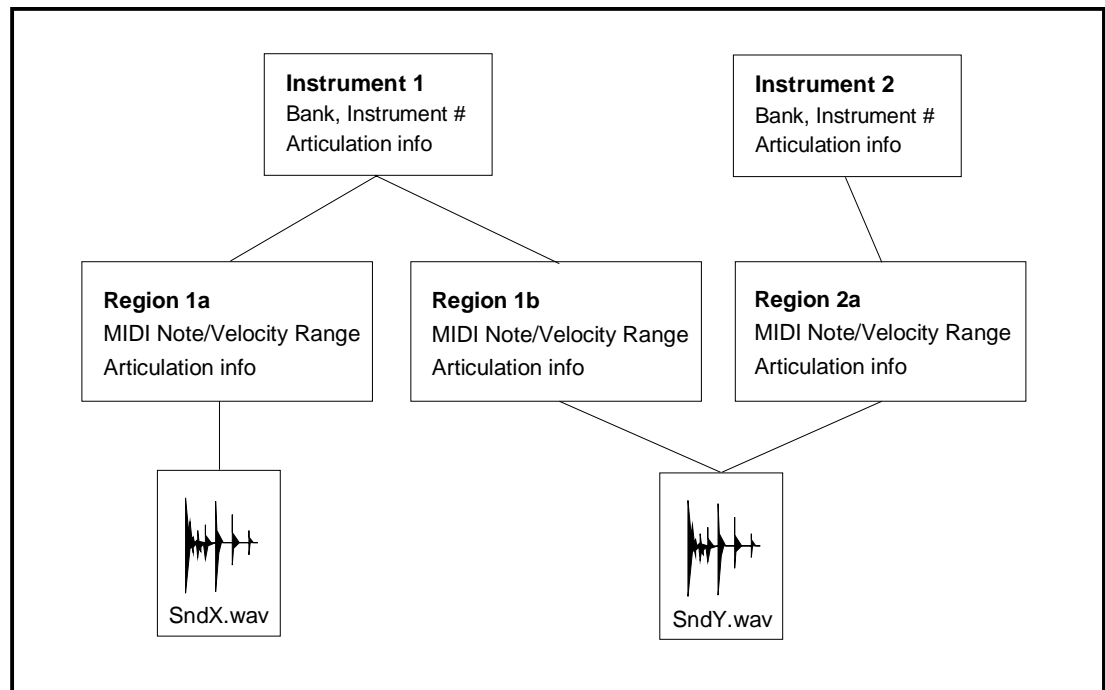 Instrument 1
Bank, Instrument #
Articulation info
Instrument 2
Bank, Instrument #
Articulation info
Region 1a
MIDI Note/Velocity Range
Articulation info
Region 1b
MIDI Note/Velocity Range
Articulation info
Region 2a
MIDI Note/Velocity Range
Articulation info
SndX.wav
SndY.wav